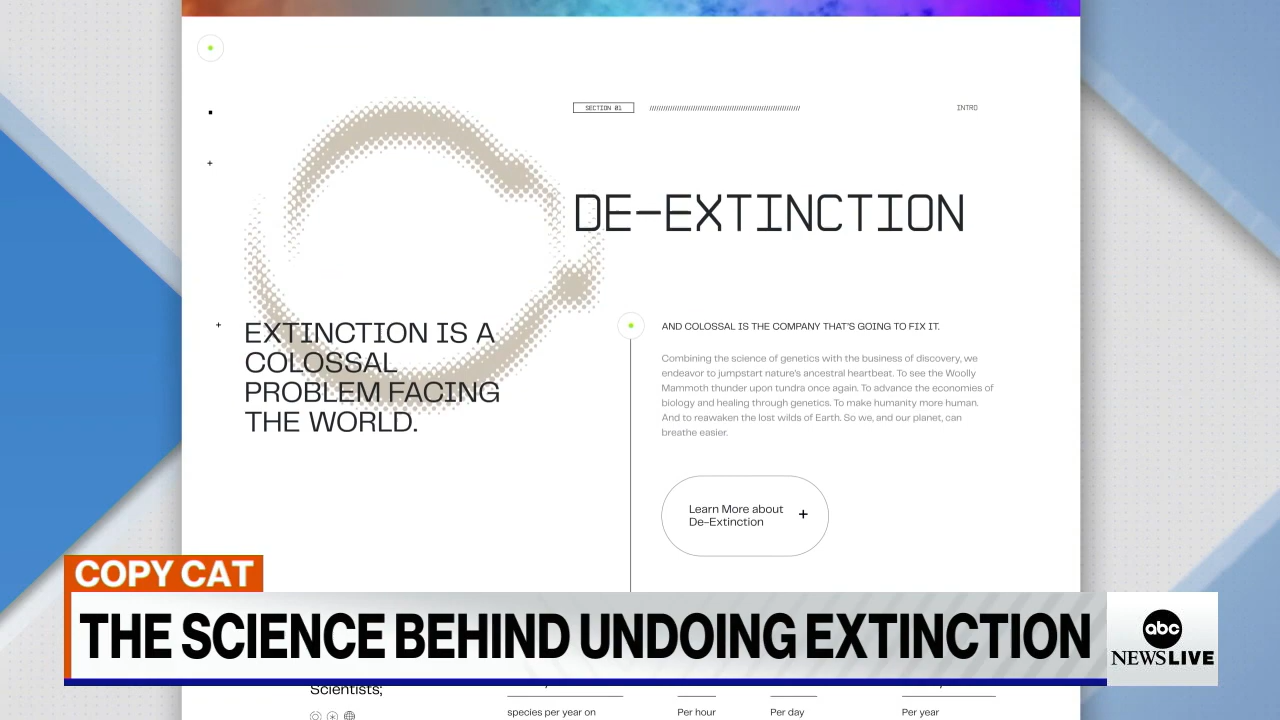 SECTION 01
////////////////////////////////////////////////////////////////////
INTRO
DE-EXTINCTION
EXTINCTION IS A
COLOSSAL
PROBLEM FACING
THE WORLD.
AND COLOSSAL IS THE COMPANY THAT'S GOING TO FIX IT.
Combining the science of genetics with the business of discovery, we
endeavor to jumpstart nature's ancestral heartbeat. To see the Woolly
Mammoth thunder upon tundra once again. To advance the economies of
biology and healing through genetics. To make humanity more human.
And to reawaken the lost wilds of Earth. So we, and our planet, can
breathe easier.
Learn More about
De-Extinction
+
COPY CAT
THE SCIENCE BEHIND UNDOING EXTINCTION
abc
NEWSLIVE
Scientists;
species per year on
Per hour
Per day
Per year